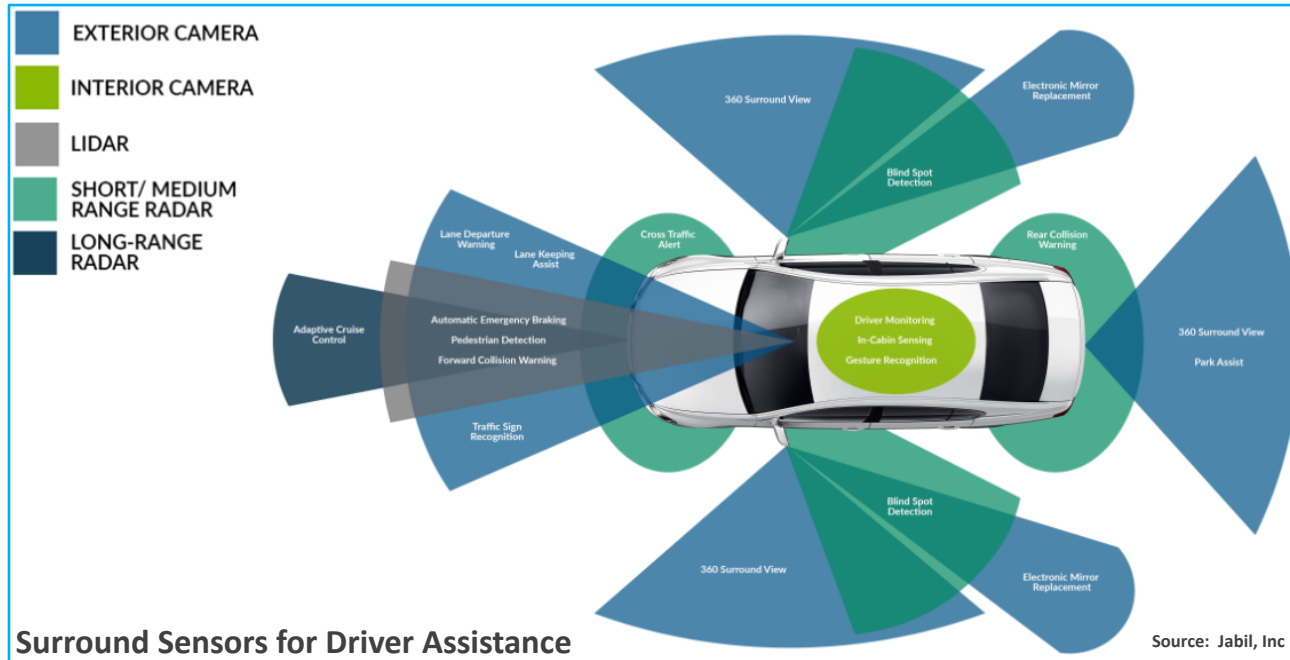 EXTERIOR CAMERA
INTERIOR CAMERA
LIDAR
SHORT/ MEDIUM
RANGE RADAR
LONG-RANGE
RADAR
360 Surround View
Electronic Mirror
Replacement
Blind Spot
Detection
Lane Departure
Warning
Lane Keeping
Assist
Cross Traffic
Alert
Rear Collision
Warning
Adaptive Cruise
Control
Automatic Emergency Braking
Pedestrian Detection
Forward Collision Warning
Driver Monitoring
In-Cabin Sensing
Gesture Recognition
360 Surround View
Park Assist
Traffic Sign
Recognition
Blind Spot
Detection
360 Surround View
Electronic Mirror
Replacement
Surround Sensors for Driver Assistance
Source: Jabil, Inc